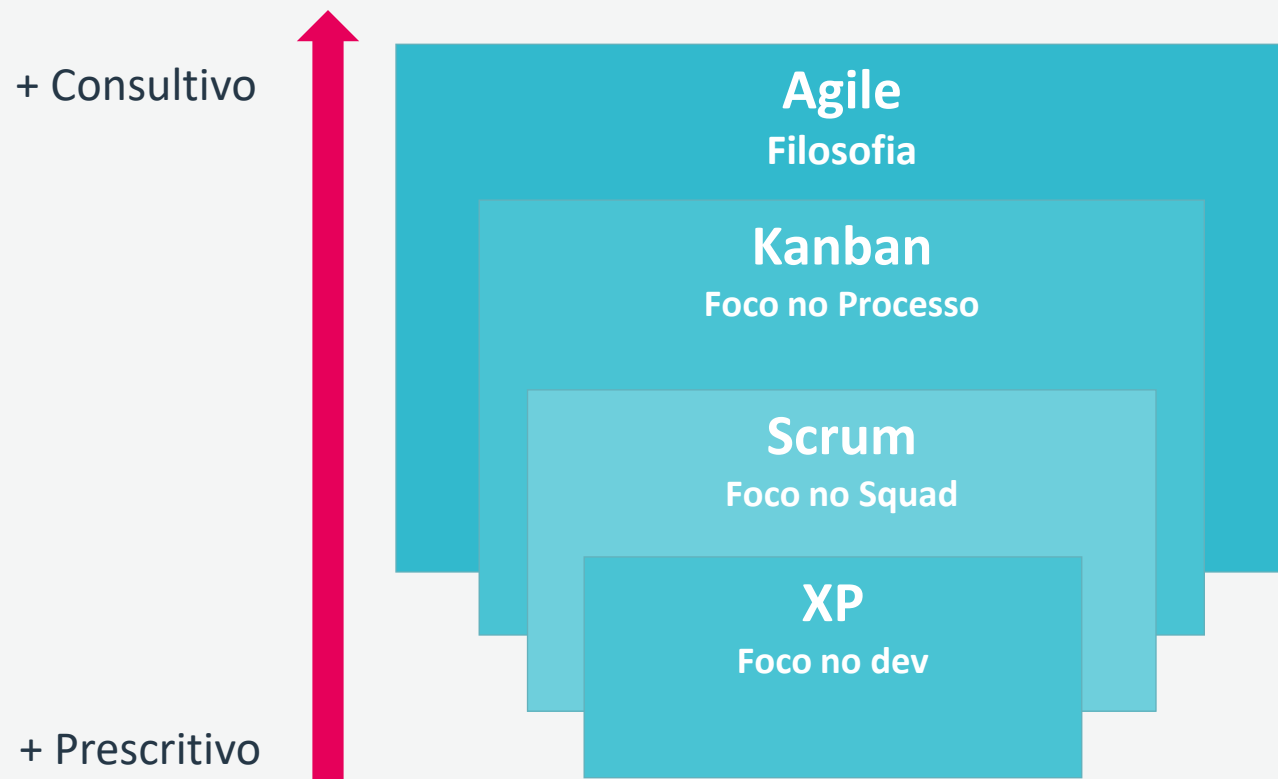 + Consultivo
Agile
Filosofia
Kanban
Foco no Processo
Scrum
Foco no Squad
XP
Foco no dev
+ Prescritivo